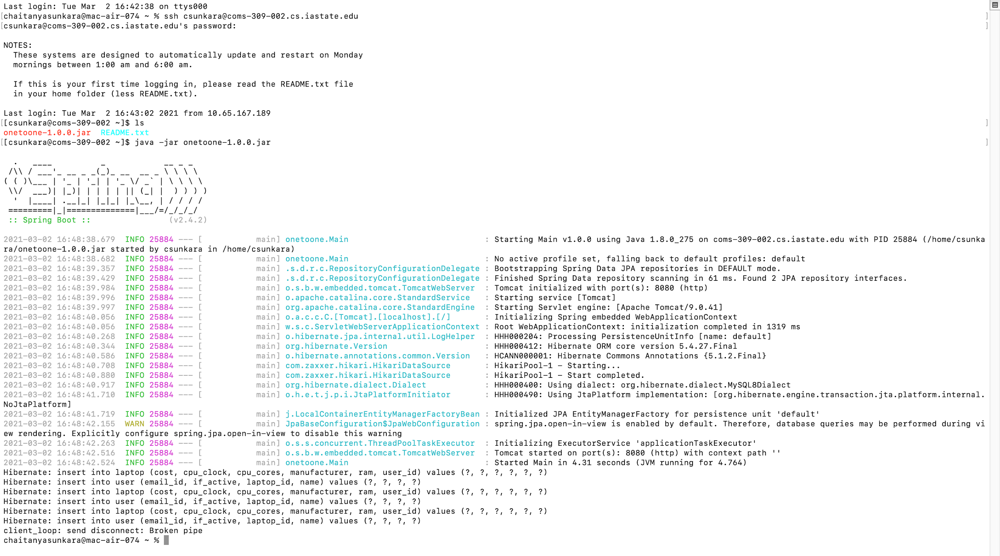 Last login: Tue Mar  2 16:42:38 on ttys000
[chaitanyasunkara@mac-air-074 ~ % ssh csunkara@coms-309-002.cs.iastate.edu ]
[csunkara@coms-309-002.cs.iastate.edu's password: ]

NOTES:
  These systems are designed to automatically update and restart on Monday
  mornings between 1:00 am and 6:00 am.

  If this is your first time logging in, please read the README.txt file
  in your home folder (less README.txt).

Last login: Tue Mar  2 16:43:02 2021 from 10.65.167.189
[[csunkara@coms-309-002 ~]$ ls ]
onetoone-1.0.0.jar  README.txt
[[csunkara@coms-309-002 ~]$ java -jar onetoone-1.0.0.jar ]

  .   ____          _            __ _ _
 /\\ / ___'_ __ _ _(_)_ __  __ _ \ \ \ \
( ( )\___ | '_ | '_| | '_ \/ _` | \ \ \ \
 \\/  ___)| |_)| | | | | || (_| |  ) ) ) )
  '  |____| .__|_| |_|_| |_\__, | / / / /
 =========|_|==============|___/=/_/_/_/
 :: Spring Boot ::                (v2.4.2)

2021-03-02 16:48:38.679  INFO 25884 --- [           main] onetoone.Main                            : Starting Main v1.0.0 using Java 1.8.0_275 on coms-309-002.cs.iastate.edu with PID 25884 (/home/csunka
ra/onetoone-1.0.0.jar started by csunkara in /home/csunkara)
2021-03-02 16:48:38.682  INFO 25884 --- [           main] onetoone.Main                            : No active profile set, falling back to default profiles: default
2021-03-02 16:48:39.357  INFO 25884 --- [           main] .s.d.r.c.RepositoryConfigurationDelegate : Bootstrapping Spring Data JPA repositories in DEFAULT mode.
2021-03-02 16:48:39.429  INFO 25884 --- [           main] .s.d.r.c.RepositoryConfigurationDelegate : Finished Spring Data repository scanning in 61 ms. Found 2 JPA repository interfaces.
2021-03-02 16:48:39.984  INFO 25884 --- [           main] o.s.b.w.embedded.tomcat.TomcatWebServer  : Tomcat initialized with port(s): 8080 (http)
2021-03-02 16:48:39.996  INFO 25884 --- [           main] o.apache.catalina.core.StandardService   : Starting service [Tomcat]
2021-03-02 16:48:39.997  INFO 25884 --- [           main] org.apache.catalina.core.StandardEngine  : Starting Servlet engine: [Apache Tomcat/9.0.41]
2021-03-02 16:48:40.056  INFO 25884 --- [           main] o.a.c.c.C.[Tomcat].[localhost].[/]       : Initializing Spring embedded WebApplicationContext
2021-03-02 16:48:40.056  INFO 25884 --- [           main] w.s.c.ServletWebServerApplicationContext : Root WebApplicationContext: initialization completed in 1319 ms
2021-03-02 16:48:40.268  INFO 25884 --- [           main] o.hibernate.jpa.internal.util.LogHelper  : HHH000204: Processing PersistenceUnitInfo [name: default]
2021-03-02 16:48:40.344  INFO 25884 --- [           main] org.hibernate.Version                    : HHH000412: Hibernate ORM core version 5.4.27.Final
2021-03-02 16:48:40.586  INFO 25884 --- [           main] o.hibernate.annotations.common.Version   : HCANN000001: Hibernate Commons Annotations {5.1.2.Final}
2021-03-02 16:48:40.708  INFO 25884 --- [           main] com.zaxxer.hikari.HikariDataSource       : HikariPool-1 - Starting...
2021-03-02 16:48:40.880  INFO 25884 --- [           main] com.zaxxer.hikari.HikariDataSource       : HikariPool-1 - Start completed.
2021-03-02 16:48:40.917  INFO 25884 --- [           main] org.hibernate.dialect.Dialect            : HHH000400: Using dialect: org.hibernate.dialect.MySQL8Dialect
2021-03-02 16:48:41.710  INFO 25884 --- [           main] o.h.e.t.j.p.i.JtaPlatformInitiator       : HHH000490: Using JtaPlatform implementation: [org.hibernate.engine.transaction.jta.platform.internal.
NoJtaPlatform]
2021-03-02 16:48:41.719  INFO 25884 --- [           main] j.LocalContainerEntityManagerFactoryBean : Initialized JPA EntityManagerFactory for persistence unit 'default'
2021-03-02 16:48:42.155  WARN 25884 --- [           main] JpaBaseConfiguration$JpaWebConfiguration : spring.jpa.open-in-view is enabled by default. Therefore, database queries may be performed during vi
ew rendering. Explicitly configure spring.jpa.open-in-view to disable this warning
2021-03-02 16:48:42.263  INFO 25884 --- [           main] o.s.s.concurrent.ThreadPoolTaskExecutor  : Initializing ExecutorService 'applicationTaskExecutor'
2021-03-02 16:48:42.516  INFO 25884 --- [           main] o.s.b.w.embedded.tomcat.TomcatWebServer  : Tomcat started on port(s): 8080 (http) with context path ''
2021-03-02 16:48:42.524  INFO 25884 --- [           main] onetoone.Main                            : Started Main in 4.31 seconds (JVM running for 4.764)
Hibernate: insert into laptop (cost, cpu_clock, cpu_cores, manufacturer, ram, user_id) values (?, ?, ?, ?, ?, ?)
Hibernate: insert into user (email_id, if_active, laptop_id, name) values (?, ?, ?, ?)
Hibernate: insert into laptop (cost, cpu_clock, cpu_cores, manufacturer, ram, user_id) values (?, ?, ?, ?, ?, ?)
Hibernate: insert into user (email_id, if_active, laptop_id, name) values (?, ?, ?, ?)
Hibernate: insert into laptop (cost, cpu_clock, cpu_cores, manufacturer, ram, user_id) values (?, ?, ?, ?, ?, ?)
Hibernate: insert into user (email_id, if_active, laptop_id, name) values (?, ?, ?, ?)
client_loop: send disconnect: Broken pipe
chaitanyasunkara@mac-air-074 ~ %